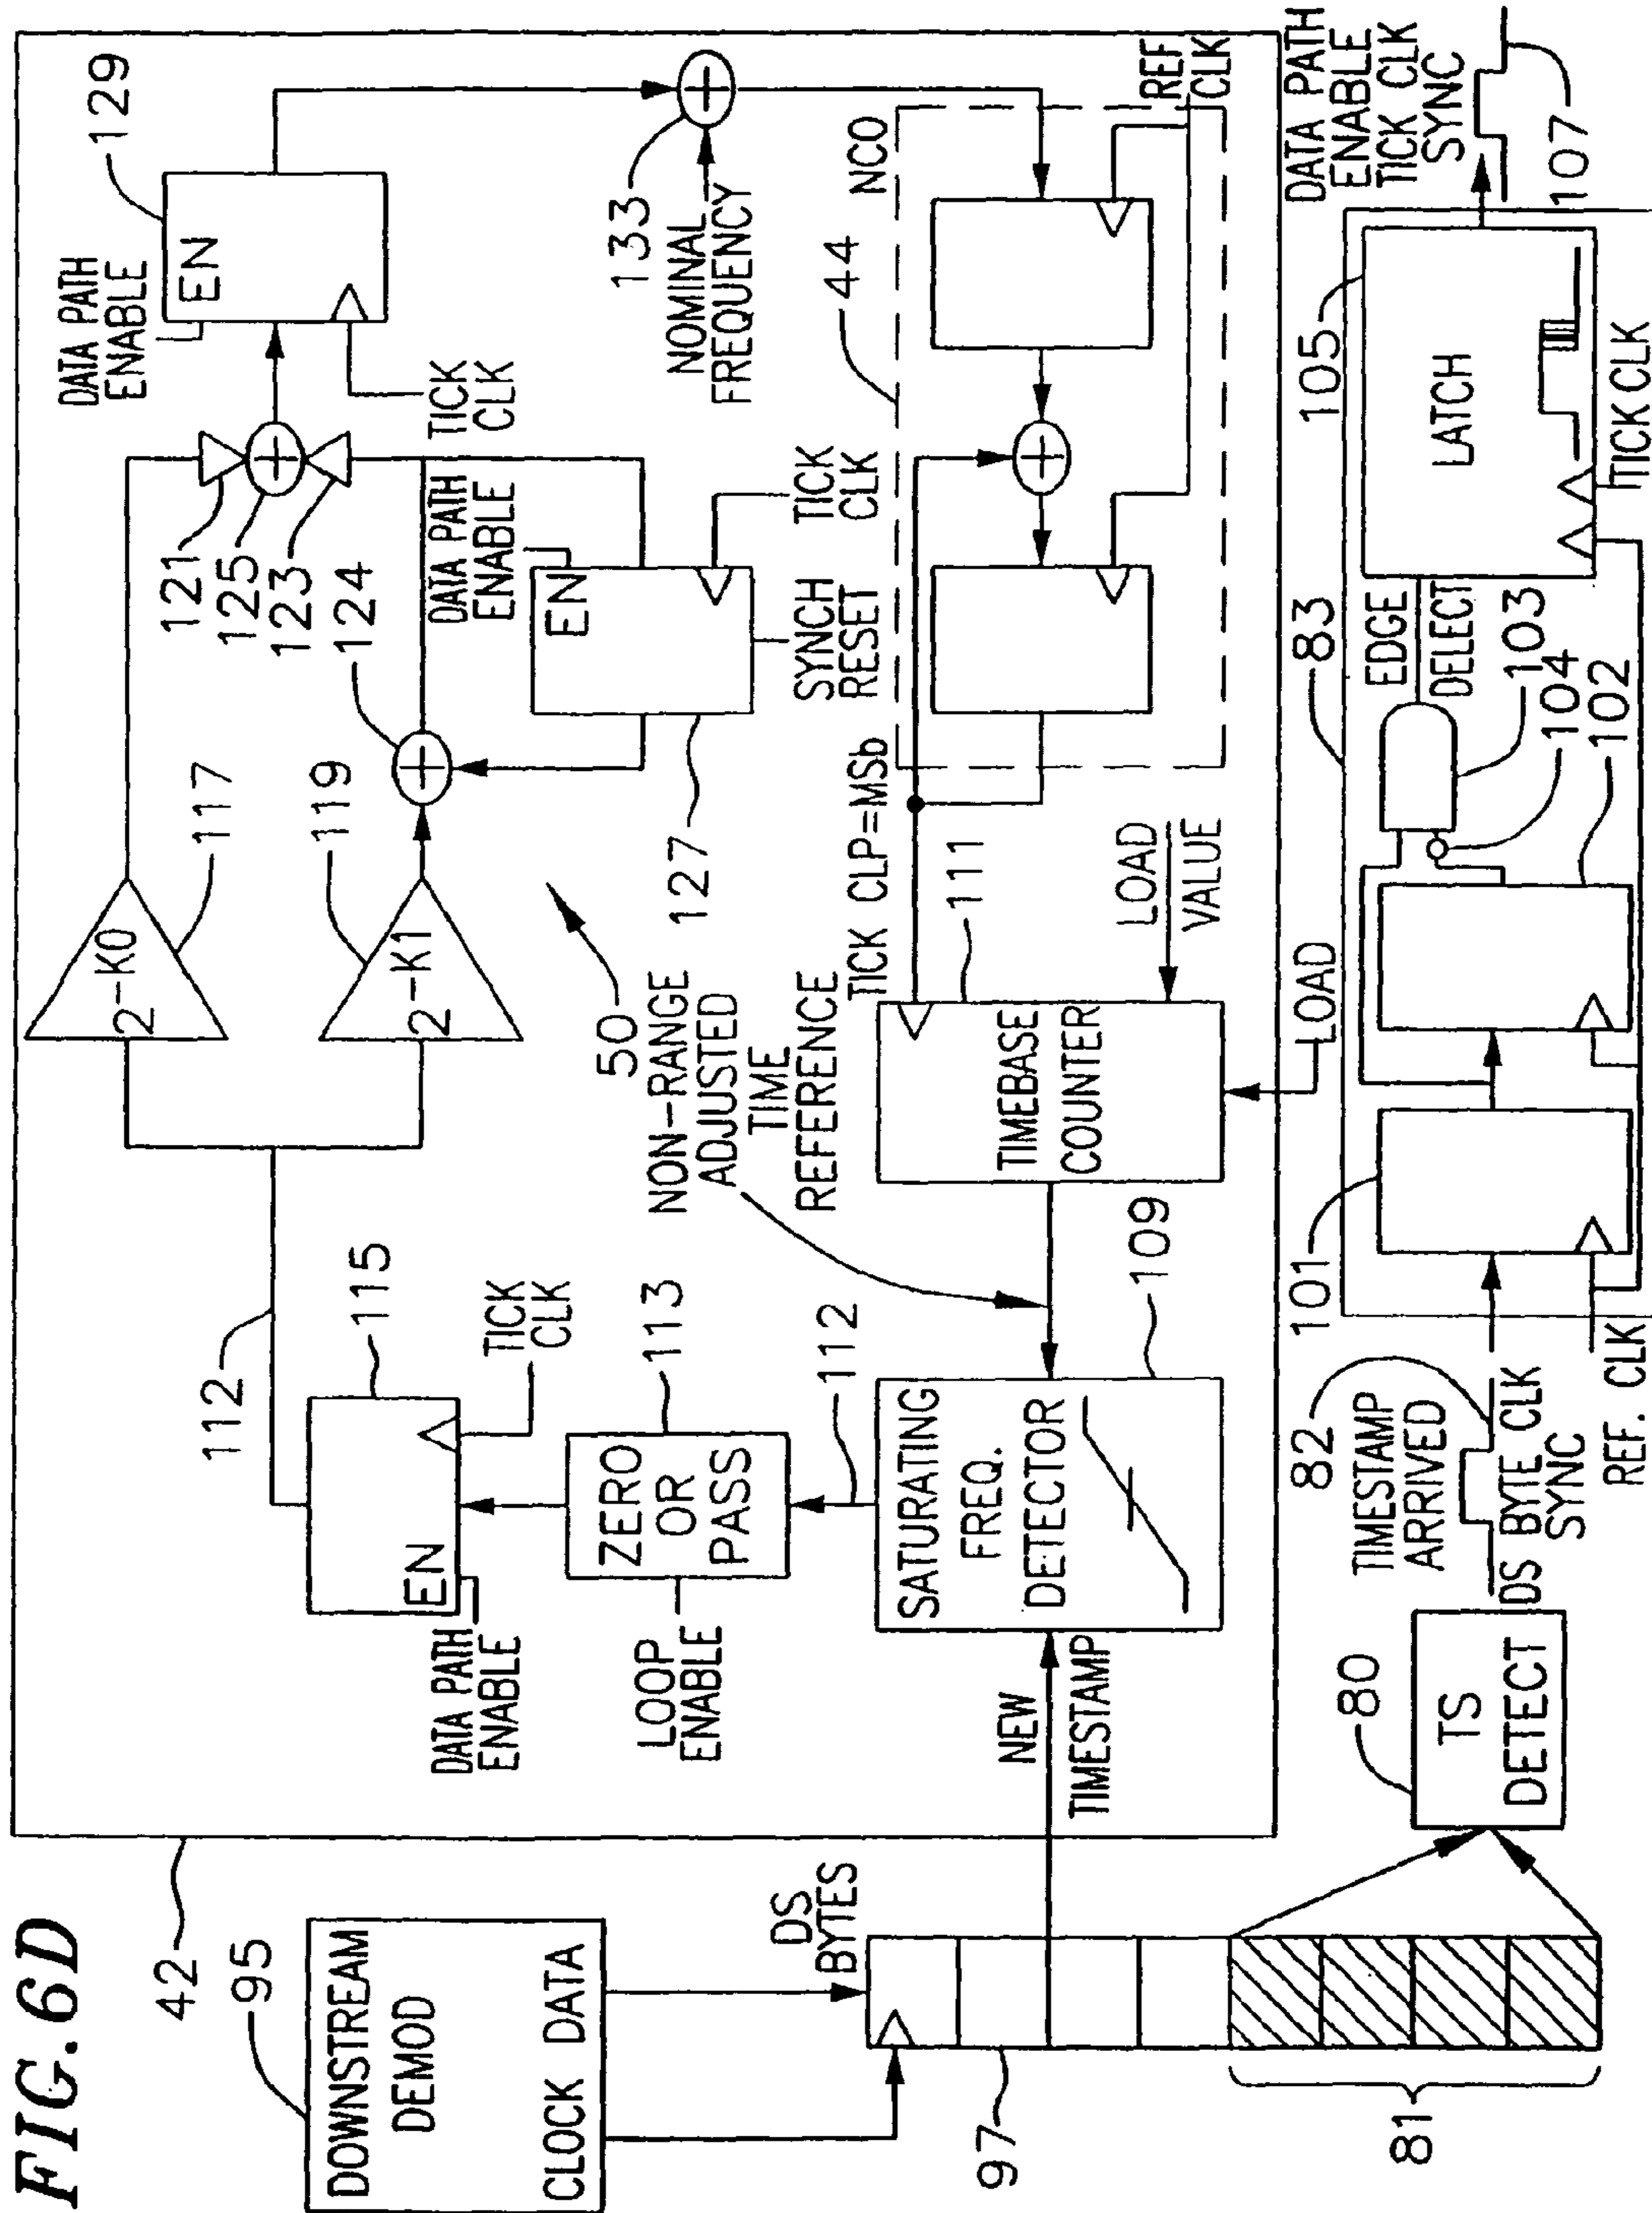 FIG. 6D
42
95
DOWNSTREAM
DEMOD
CLOCK DATA
DS
BYTES
97
81
112
115
EN
DATA PATH
ENABLE
TICK
CLK
113
ZERO
OR
PASS
LOOP
ENABLE
112
SATURATING
FREQ.
DETECTOR
109
NEW
TIMESTAMP
2-K0
117
2-K1
119
50
NON-RANGE
ADJUSTED
TIME
REFERENCE
TIMEBASE
COUNTER
111
TICK CLP=MSb
LOAD
VALUE
LOAD
121
125
123
124
127
EN
DATA PATH
ENABLE
SYNCH
RESET
TICK
CLK
DATA PATH
ENABLE
EN
129
TICK
CLK
133
NOMINAL
FREQUENCY
44
NCO
REF
CLK
80
TS
DETECT
82
TIMESTAMP
ARRIVED
DS BYTE CLK
SYNC
REF. CLK
101
83
102
104
103
EDGE
DELECT
105
LATCH
TICK CLK
DATA PATH
ENABLE
TICK CLK
SYNC
107